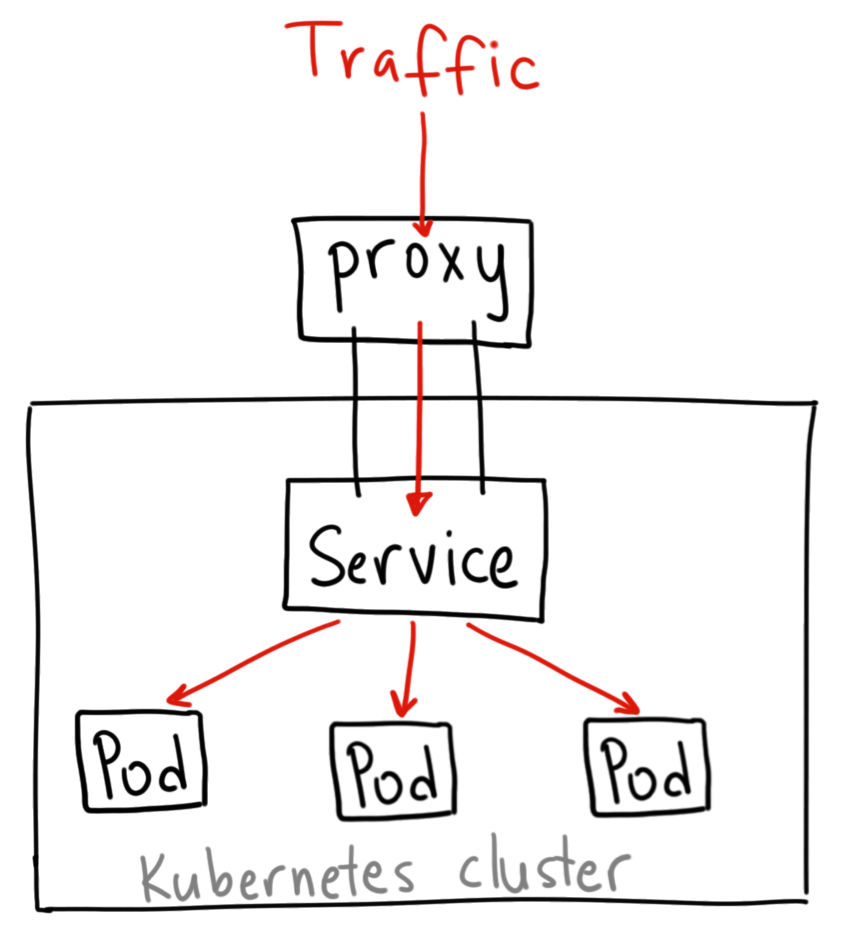 Traffic
proxy
Service
Pod
Pod
Pod
Kubernetes cluster